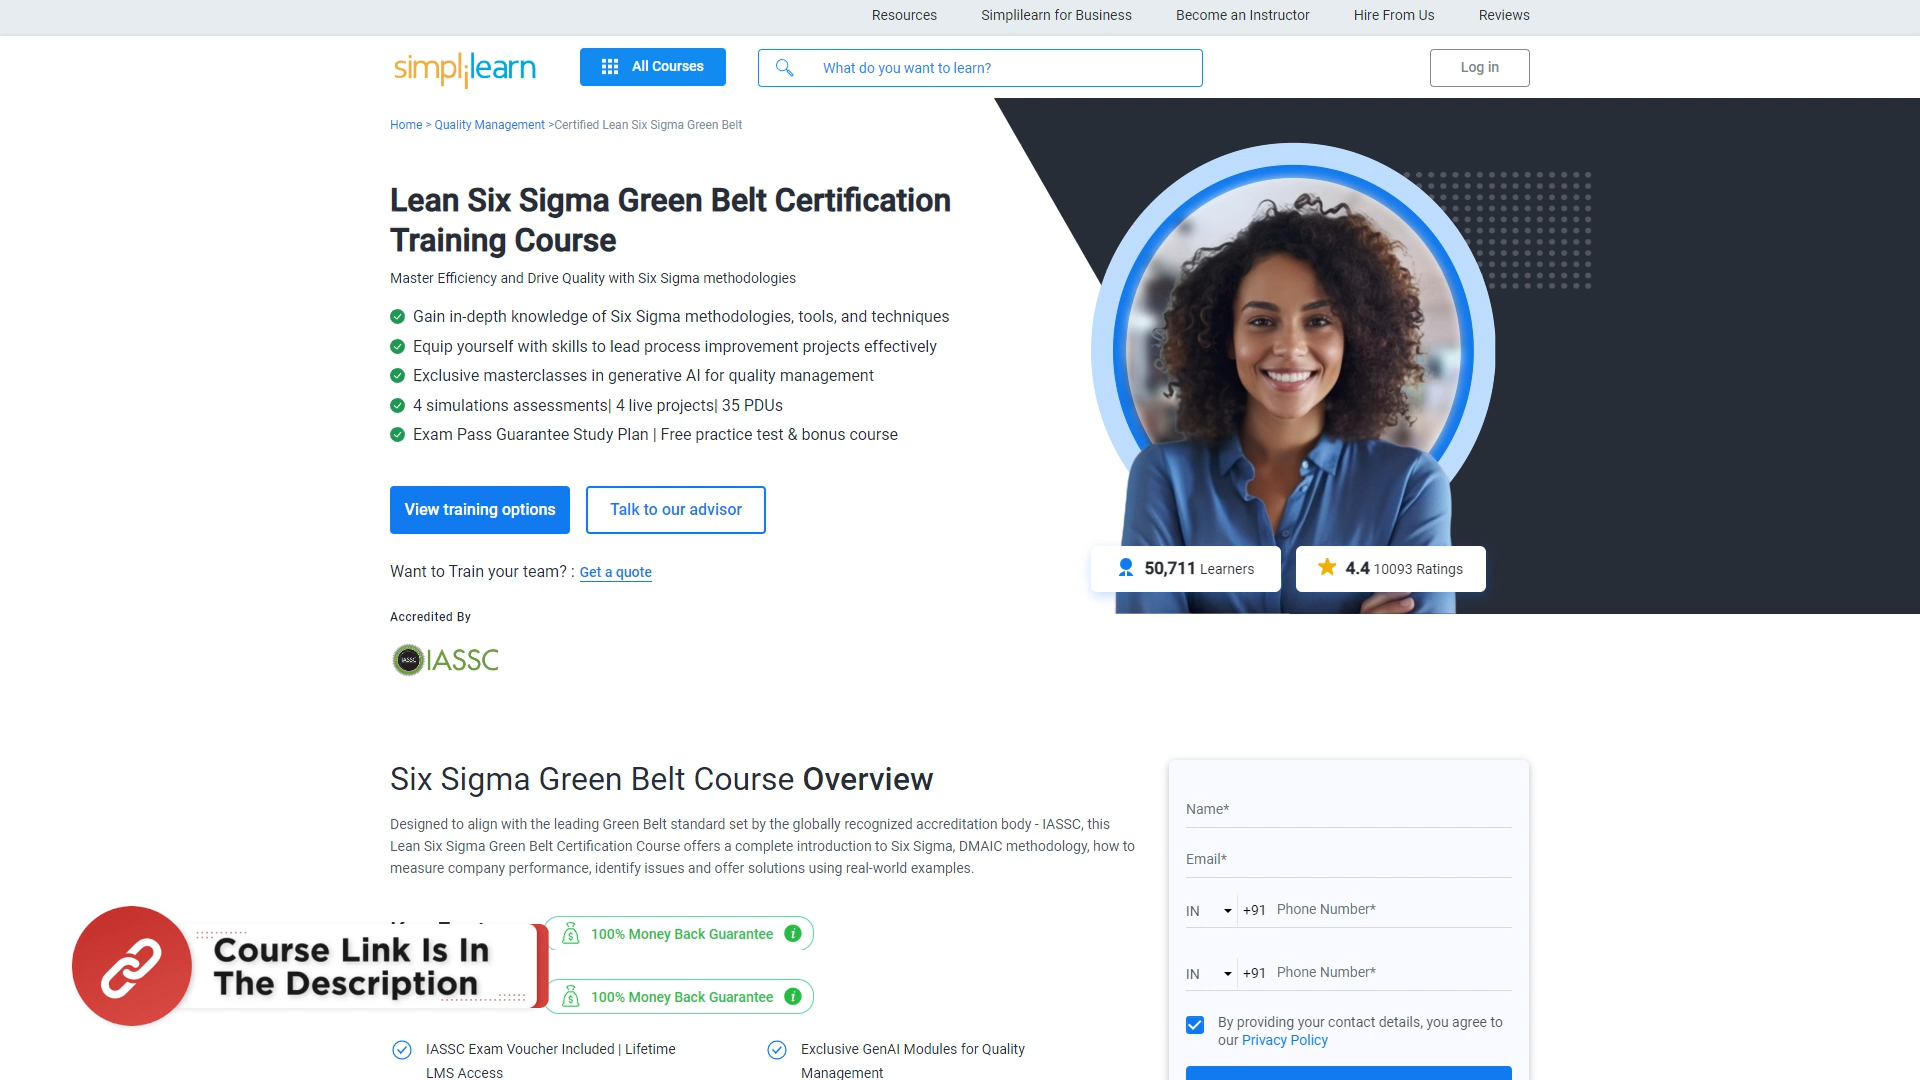 Resources Simplilearn for Business Become an Instructor Hire From Us Reviews
simplilearn All Courses What do you want to learn? Log in
Home > Quality Management >Certified Lean Six Sigma Green Belt
Lean Six Sigma Green Belt Certification
Training Course
Master Efficiency and Drive Quality with Six Sigma methodologies
Gain in-depth knowledge of Six Sigma methodologies, tools, and techniques
Equip yourself with skills to lead process improvement projects effectively
Exclusive masterclasses in generative AI for quality management
4 simulations assessments| 4 live projects| 35 PDUs
Exam Pass Guarantee Study Plan | Free practice test & bonus course
View training options Talk to our advisor
50,711 Learners 4.4 10093 Ratings
Want to Train your team? : Get a quote
Accredited By
IASSC IASSC
Six Sigma Green Belt Course Overview
Designed to align with the leading Green Belt standard set by the globally recognized accreditation body - IASSC, this
Lean Six Sigma Green Belt Certification Course offers a complete introduction to Six Sigma, DMAIC methodology, how to
measure company performance, identify issues and offer solutions using real-world examples.
100% Money Back Guarantee i
100% Money Back Guarantee i
Course Link Is In
The Description
IASSC Exam Voucher Included | Lifetime
LMS Access
Exclusive GenAI Modules for Quality
Management
Name*
Email*
IN +91 Phone Number*
IN +91 Phone Number*
By providing your contact details, you agree to
our Privacy Policy